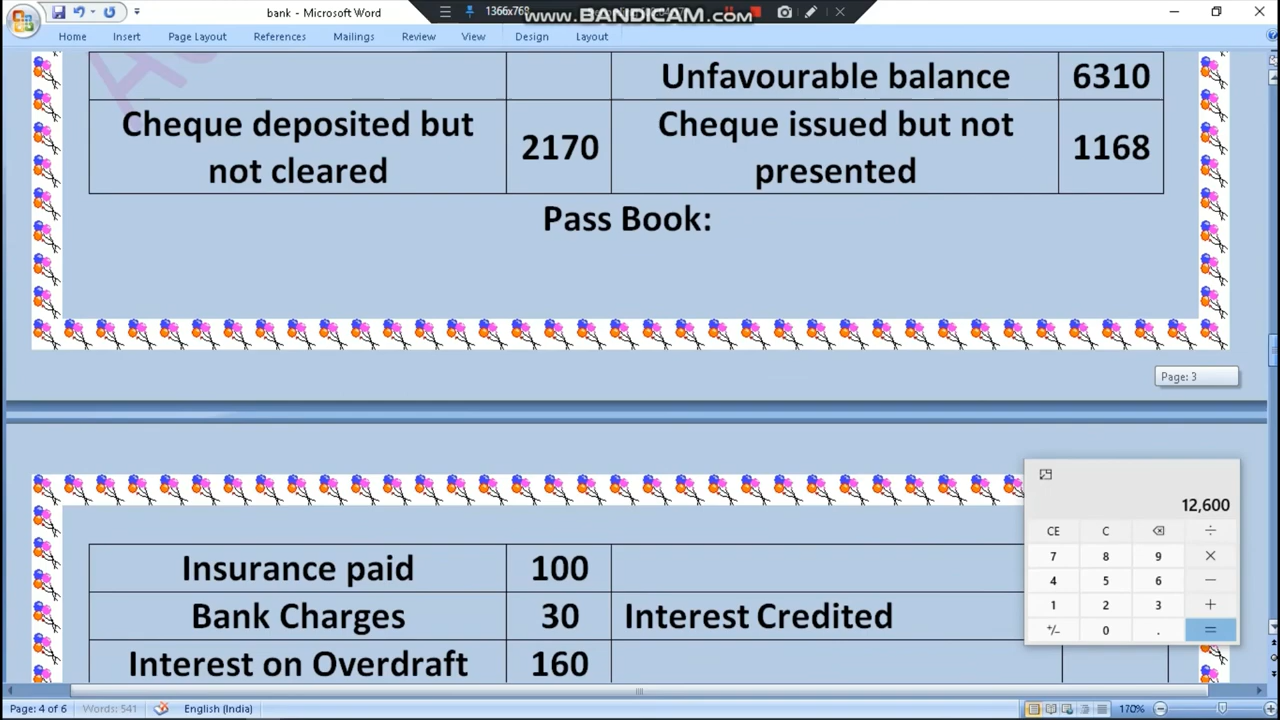 bank - Microsoft Word
1366x768
www.BANDICAM.com
Home Insert Page Layout References Mailings Review View Design Layout
Unfavourable balance 6310
Cheque deposited but
not cleared
2170
Cheque issued but not
presented
1168
Pass Book:
Page: 3
12,600
CE C ⌫ ÷
7 8 9 ×
4 5 6 −
1 2 3 +
+/− 0 . =
Insurance paid 100
Bank Charges 30 Interest Credited
Interest on Overdraft 160
Page: 4 of 6 Words: 541 English (India) 170%